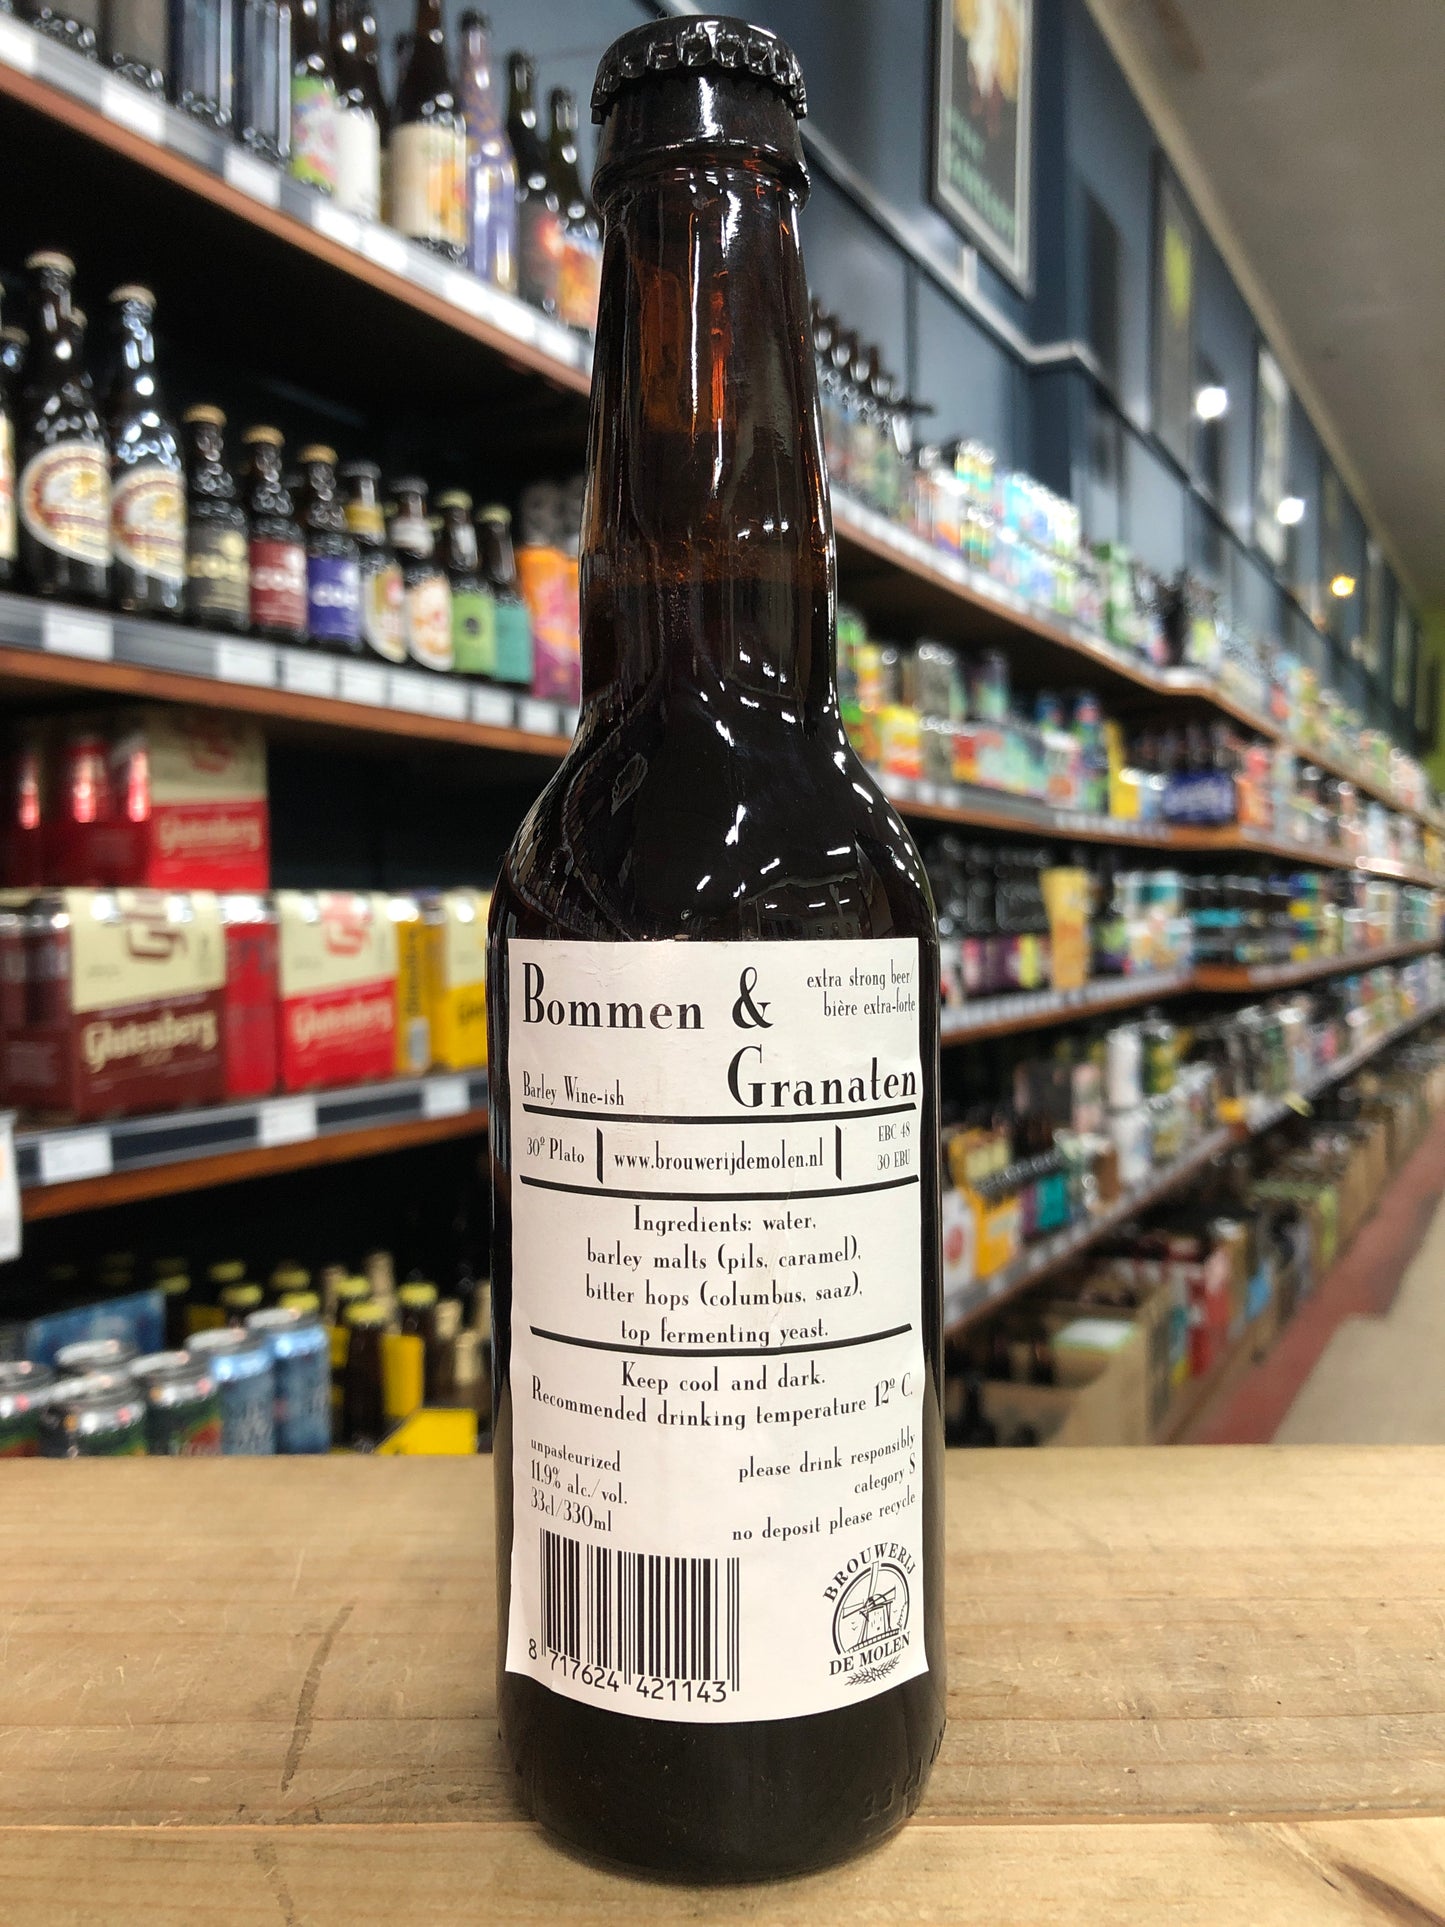 Bommen &
Granaten
extra strong beer/
bière extra-forte
Barley Wine-ish
30º Plato
www.brouwerijdemolen.nl
EBC 48
30 EBU
Ingredients: water,
barley malts (pils, caramel),
bitter hops (columbus, saaz),
top fermenting yeast.
Keep cool and dark.
Recommended drinking temperature 12º C.
unpasteurized
11.9% alc./vol.
33cl/330ml
please drink responsibly
category S
no deposit please recycle
8 717624 421143
BROUWERIJ
DE MOLEN
Glutenberg
Glutenberg
Glutenberg